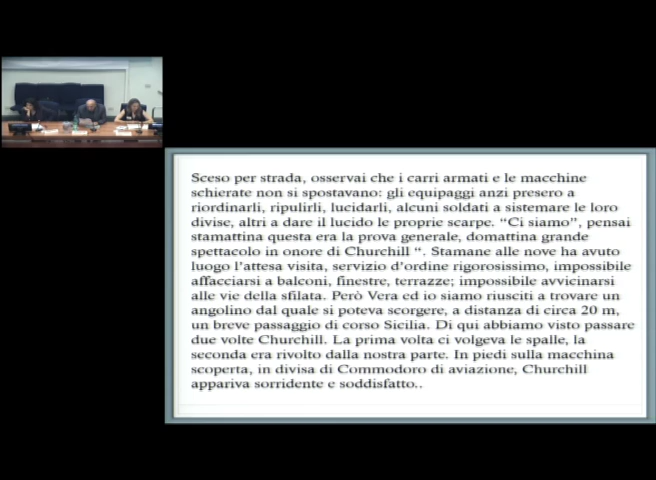 Sceso per strada, osservai che i carri armati e le macchine
schierate non si spostavano: gli equipaggi anzi presero a
riordinarli, ripulirli, lucidarli, alcuni soldati a sistemare le loro
divise, altri a dare il lucido le proprie scarpe. “Ci siamo”, pensai
stamattina questa era la prova generale, domattina grande
spettacolo in onore di Churchill “. Stamane alle nove ha avuto
luogo l’attesa visita, servizio d’ordine rigorosissimo, impossibile
affacciarsi a balconi, finestre, terrazze; impossibile avvicinarsi
alle vie della sfilata. Però Vera ed io siamo riusciti a trovare un
angolino dal quale si poteva scorgere, a distanza di circa 20 m,
un breve passaggio di corso Sicilia. Di qui abbiamo visto passare
due volte Churchill. La prima volta ci volgeva le spalle, la
seconda era rivolto dalla nostra parte. In piedi sulla macchina
scoperta, in divisa di Commodoro di aviazione, Churchill
appariva sorridente e soddisfatto..